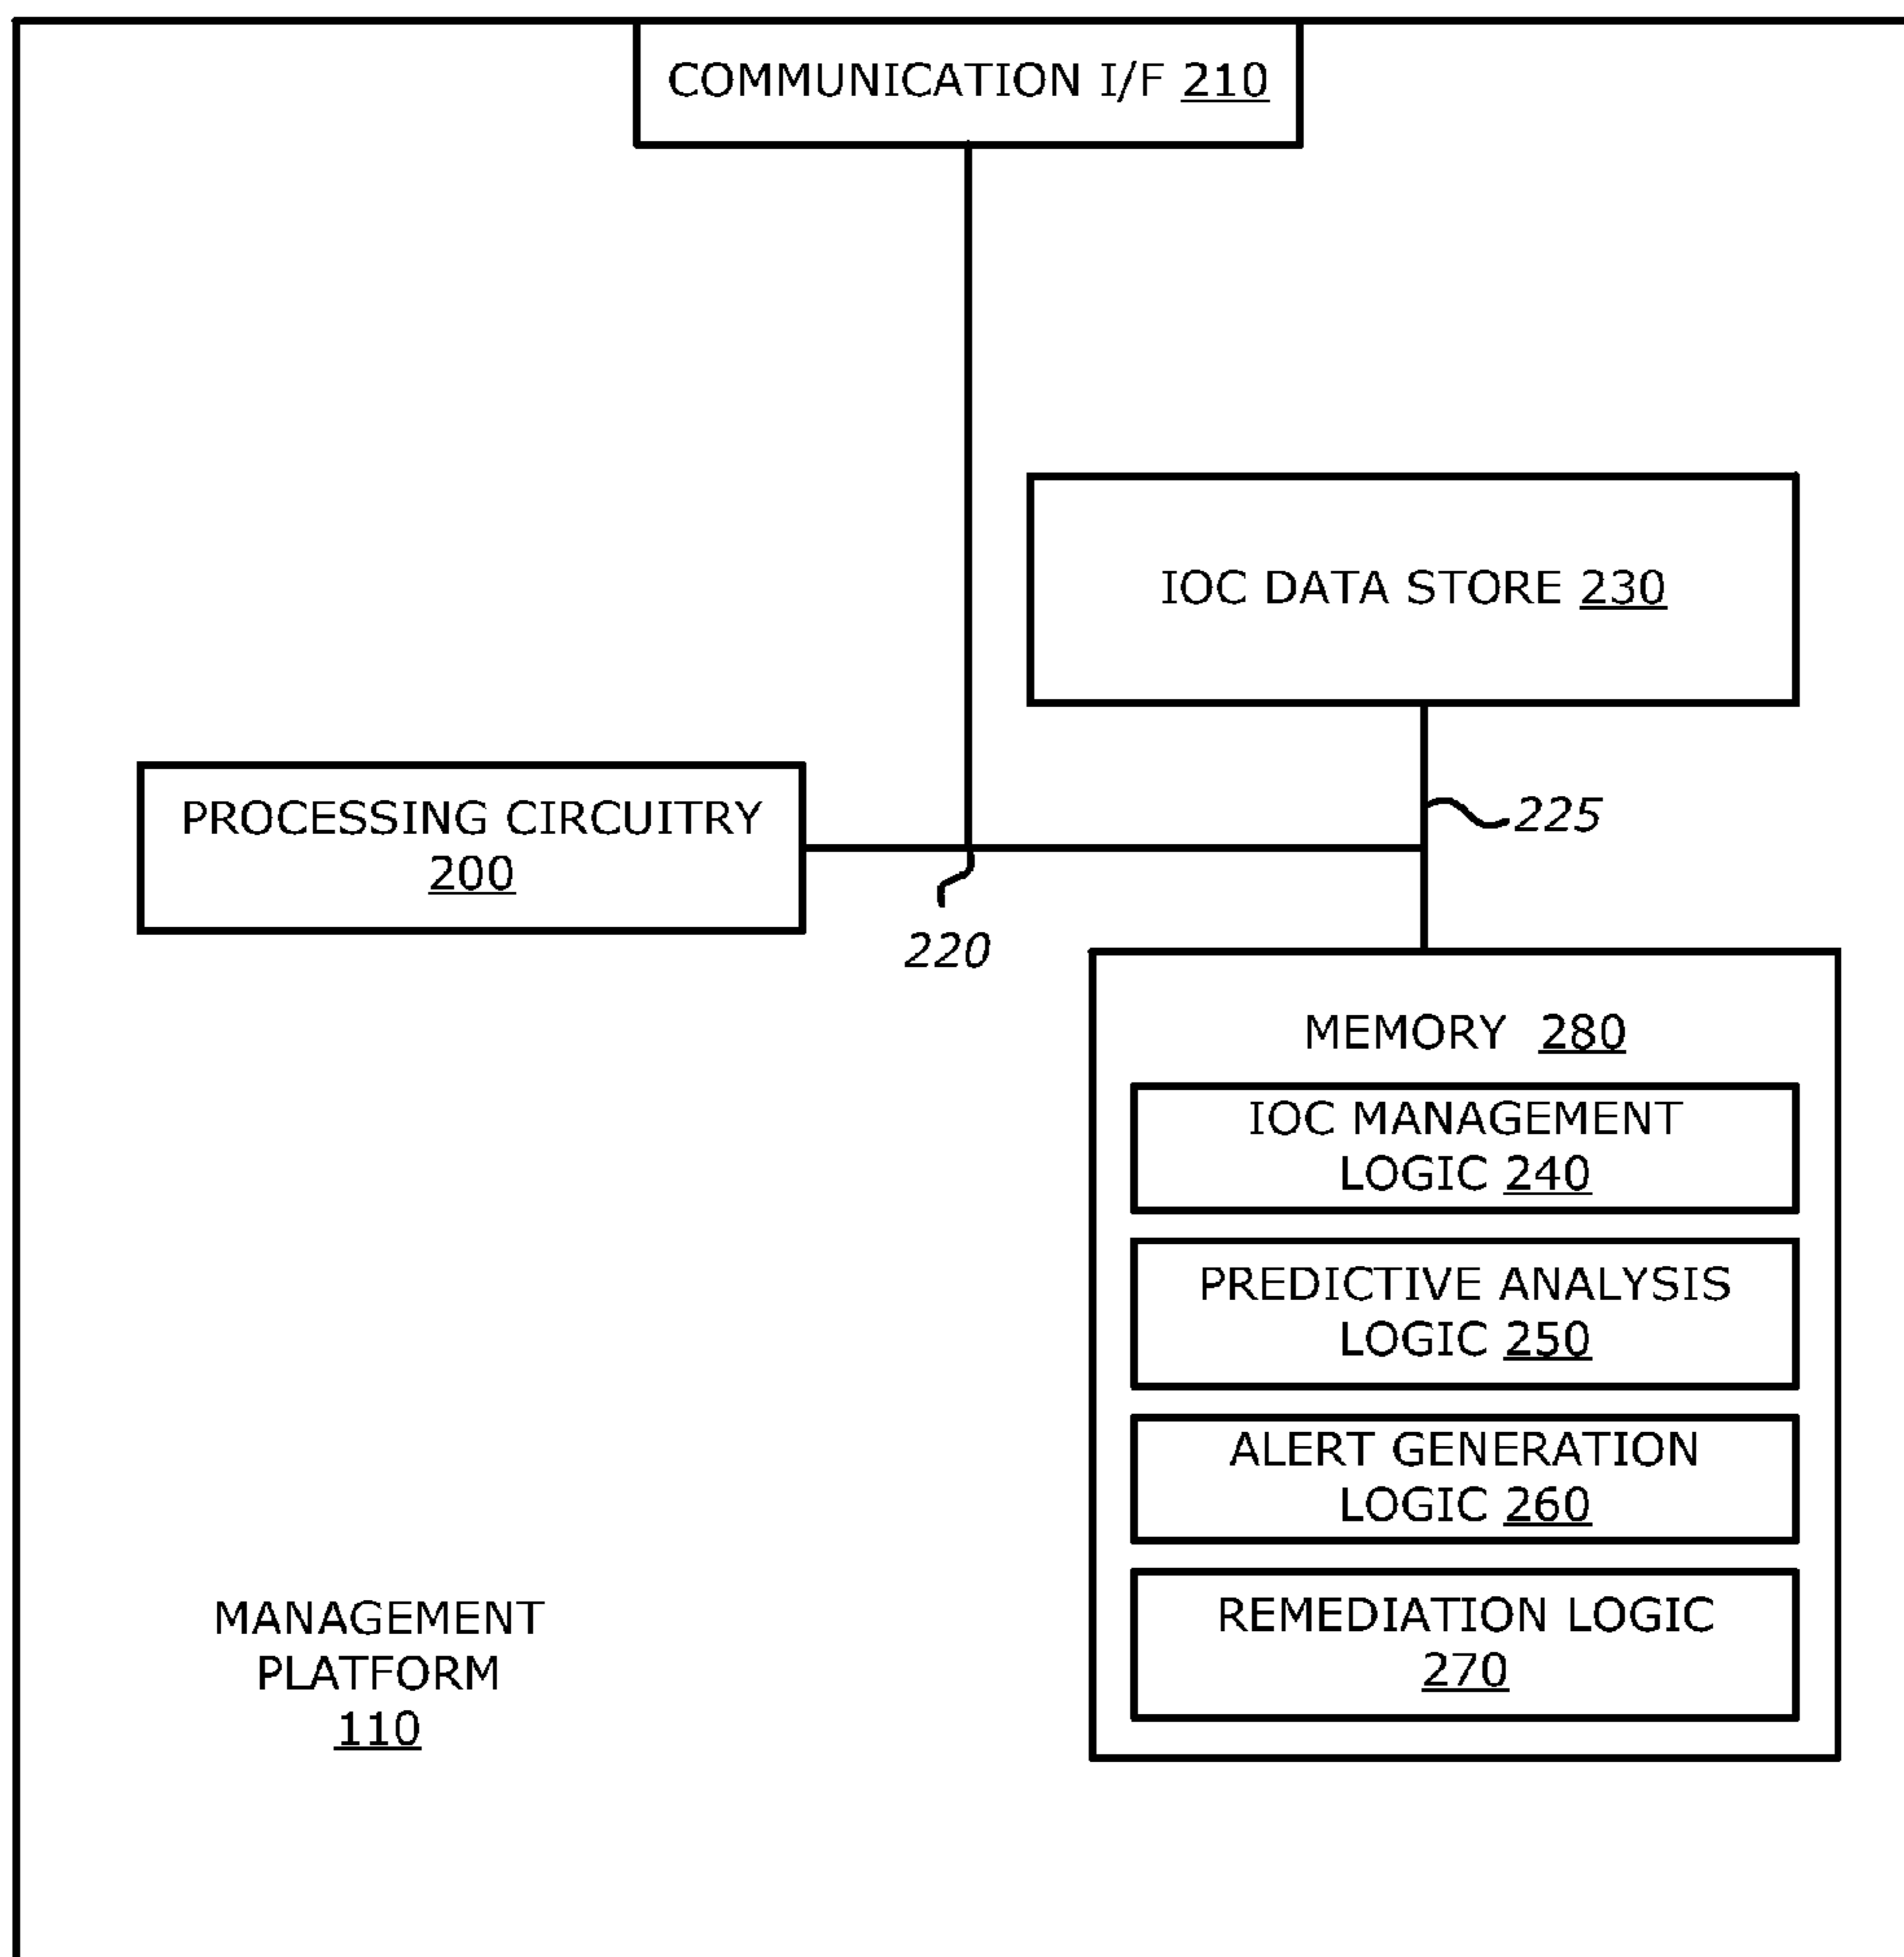 COMMUNICATION I/F 210
IOC DATA STORE 230
PROCESSING CIRCUITRY
200
225
220
MEMORY 280
IOC MANAGEMENT
LOGIC 240
PREDICTIVE ANALYSIS
LOGIC 250
ALERT GENERATION
LOGIC 260
REMEDIATION LOGIC
270
MANAGEMENT
PLATFORM
110